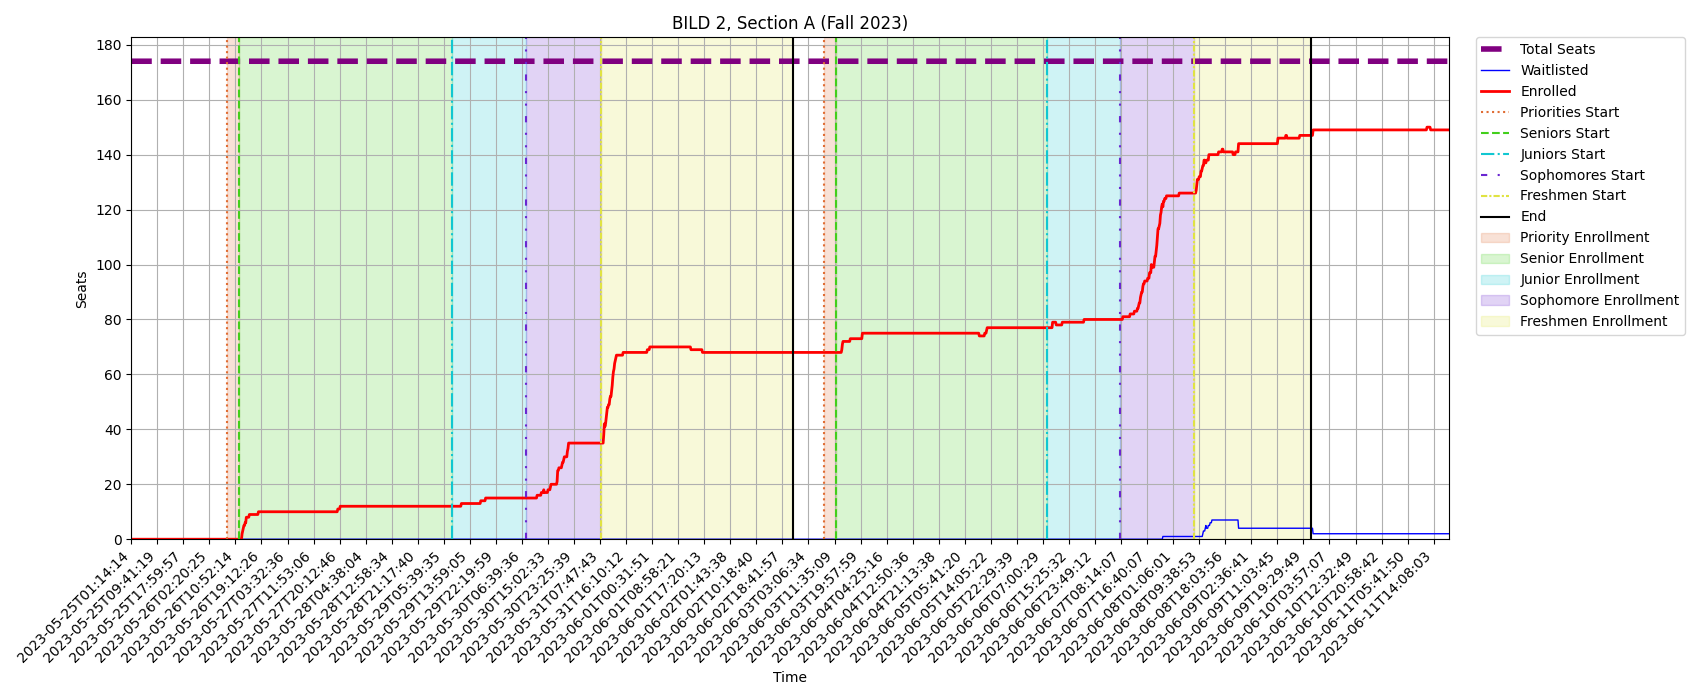 BILD 2, Section A (Fall 2023)
180
160
140
120
100
80
60
40
20
0
Seats
2023-05-25T01:14:14
2023-05-25T09:41:19
2023-05-25T17:59:57
2023-05-26T02:20:25
2023-05-26T10:52:14
2023-05-26T19:12:26
2023-05-27T03:32:36
2023-05-27T11:53:06
2023-05-27T20:12:46
2023-05-28T04:38:04
2023-05-28T12:58:34
2023-05-28T21:17:40
2023-05-29T05:39:35
2023-05-29T13:59:05
2023-05-29T22:19:59
2023-05-30T06:39:36
2023-05-30T15:02:33
2023-05-30T23:25:39
2023-05-31T07:47:43
2023-05-31T16:10:12
2023-06-01T00:31:51
2023-06-01T08:58:21
2023-06-01T17:20:13
2023-06-02T01:43:38
2023-06-02T10:18:40
2023-06-02T18:41:57
2023-06-03T03:06:34
2023-06-03T11:35:09
2023-06-03T19:57:59
2023-06-04T04:25:16
2023-06-04T12:50:36
2023-06-04T21:13:38
2023-06-05T05:41:20
2023-06-05T14:05:22
2023-06-05T22:29:39
2023-06-06T07:00:29
2023-06-06T15:25:32
2023-06-06T23:49:12
2023-06-07T08:14:07
2023-06-07T16:40:07
2023-06-08T01:06:01
2023-06-08T09:38:53
2023-06-08T18:03:56
2023-06-09T02:36:41
2023-06-09T11:03:45
2023-06-09T19:29:49
2023-06-10T03:57:07
2023-06-10T12:32:49
2023-06-10T20:58:42
2023-06-11T05:41:50
2023-06-11T14:08:03
Time
Total Seats
Waitlisted
Enrolled
Priorities Start
Seniors Start
Juniors Start
Sophomores Start
Freshmen Start
End
Priority Enrollment
Senior Enrollment
Junior Enrollment
Sophomore Enrollment
Freshmen Enrollment